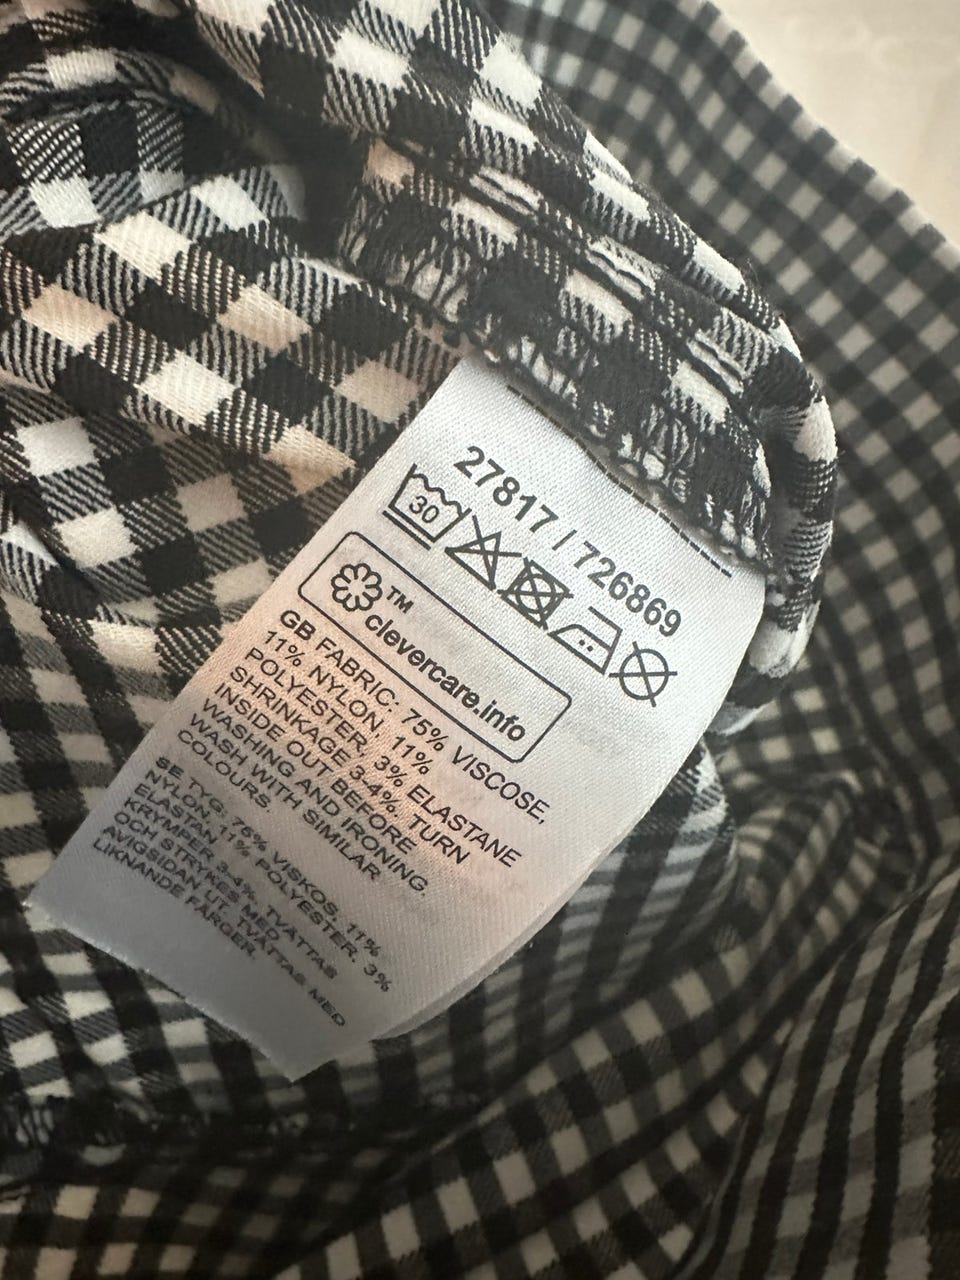 27817 / 726869
30
TM
clevercare.info
GB FABRIC: 75% VISCOSE,
11% NYLON, 11%
POLYESTER, 3% ELASTANE
SHRINKAGE 3-4%. TURN
INSIDE OUT BEFORE
WASHING AND IRONING.
WASH WITH SIMILAR
COLOURS.
SE TYG: 75% VISKOS, 11%
NYLON, 11% POLYESTER, 3%
ELASTAN.
KRYMPER 3-4%. TVÄTTAS
OCH STRYKES MED
AVIGSIDAN UT. TVÄTTAS MED
LIKNANDE FÄRGER.